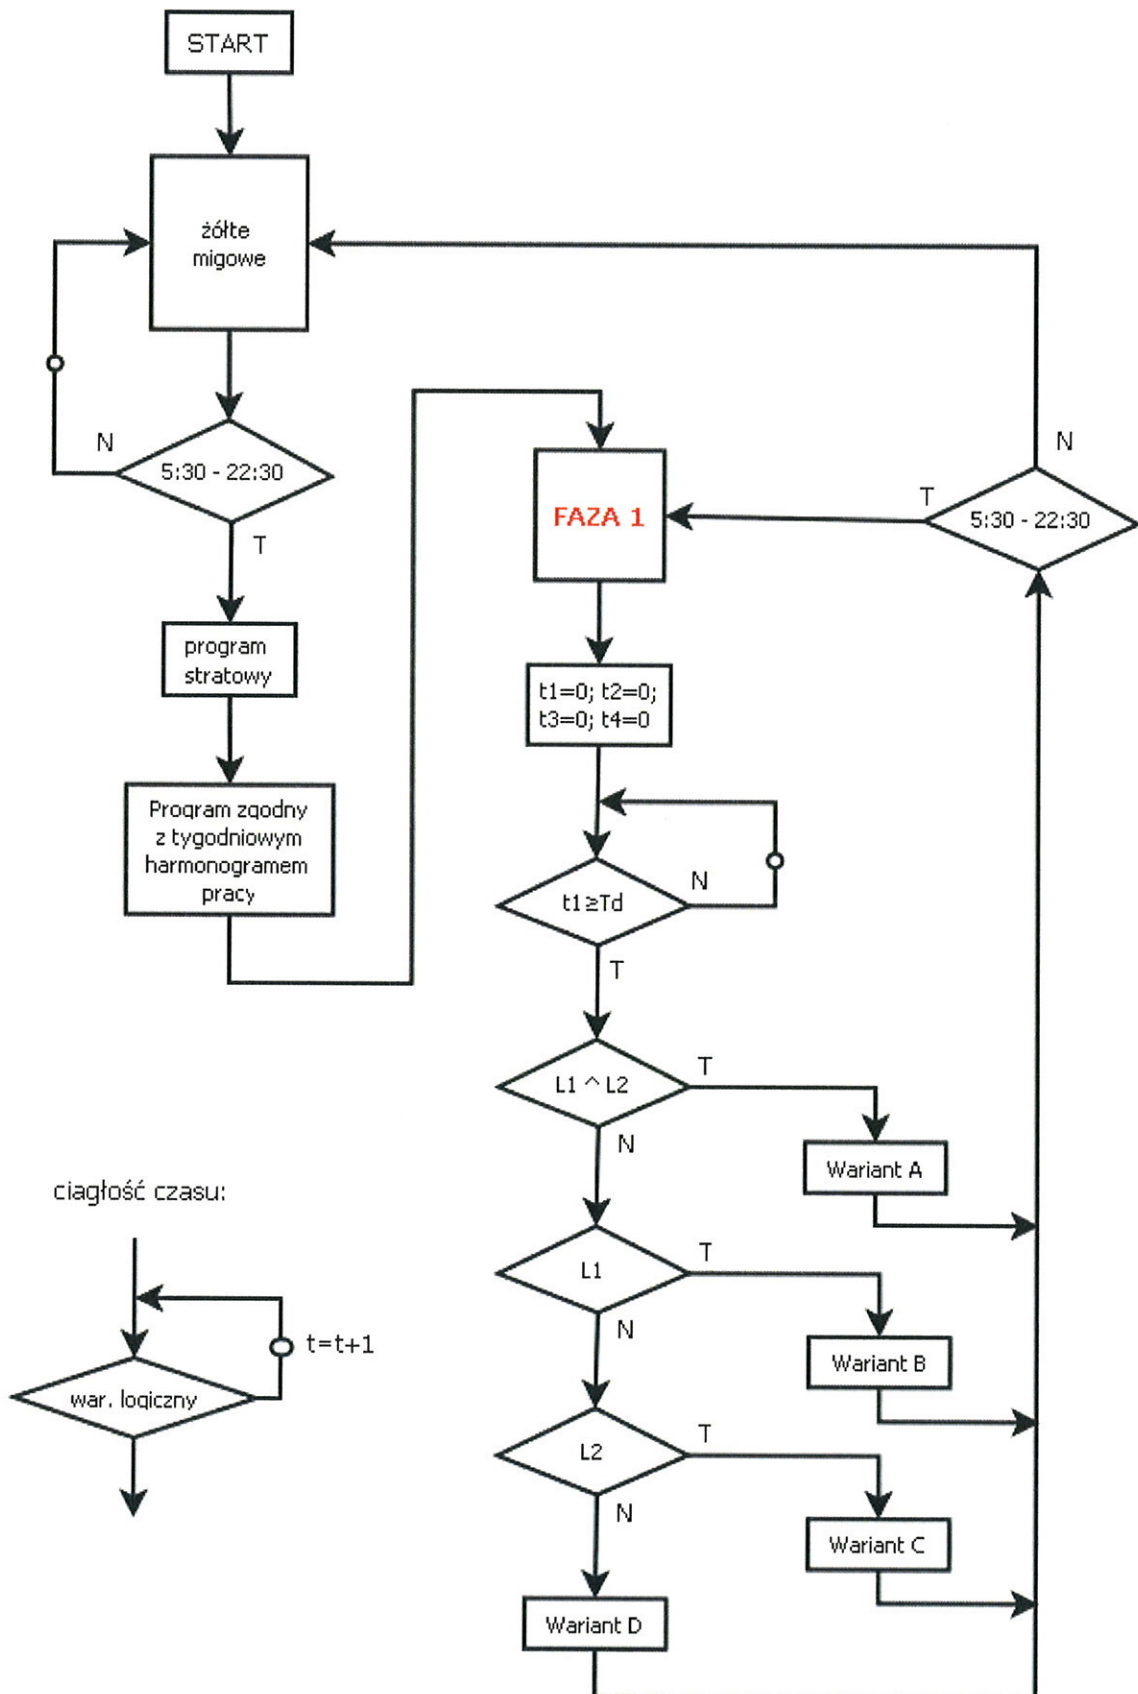 START
żółte
migowe
N
5:30 - 22:30
T
program
stratowy
Program zgodny
z tygodniowym
harmonogramem
pracy
FAZA 1
T
5:30 - 22:30
N
t1=0; t2=0;
t3=0; t4=0
t1≥Td
N
T
L1 ^ L2
T
N
Wariant A
L1
T
N
Wariant B
L2
T
N
Wariant C
Wariant D
ciagłość czasu:
t=t+1
war. logiczny